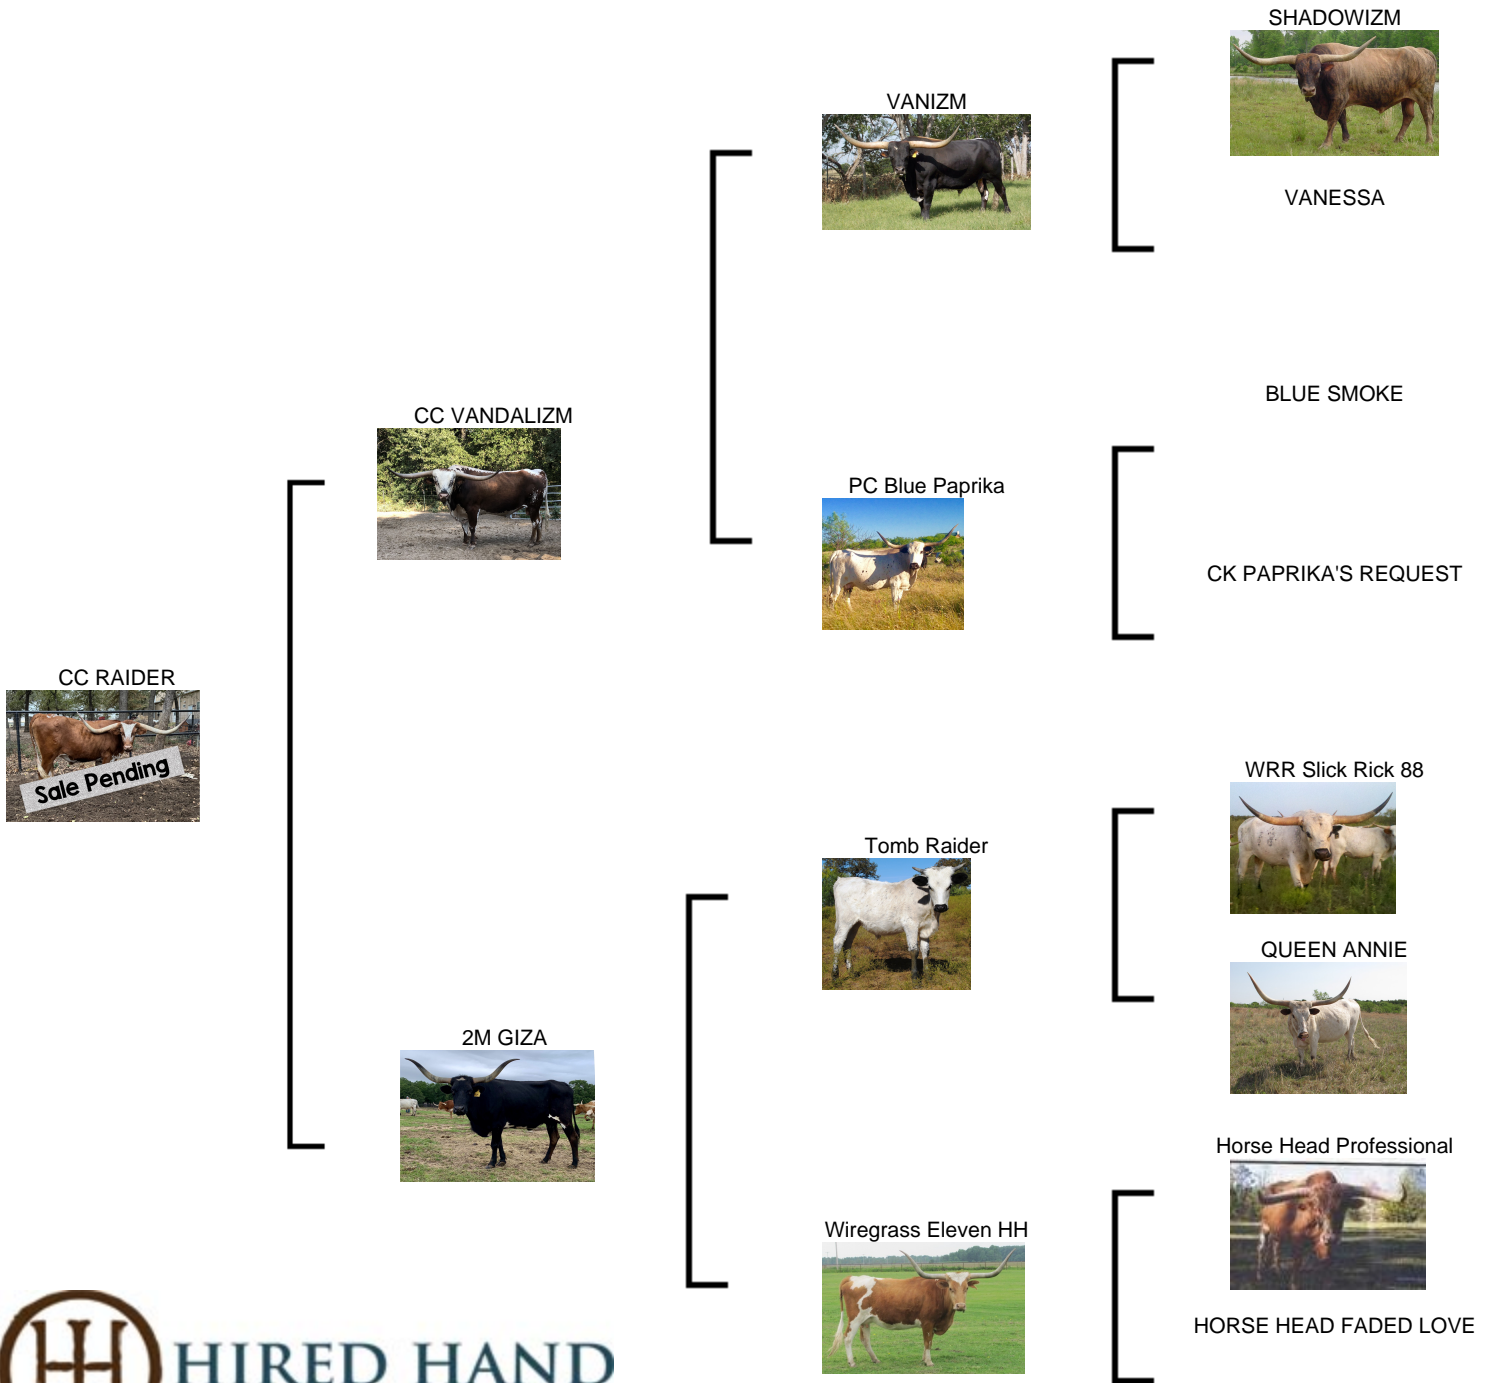 SHADOWIZM
VANIZM
VANESSA
BLUE SMOKE
CC VANDALIZM
PC Blue Paprika
CK PAPRIKA'S REQUEST
CC RAIDER
Sale Pending
WRR Slick Rick 88
Tomb Raider
QUEEN ANNIE
2M GIZA
Horse Head Professional
Wiregrass Eleven HH
HORSE HEAD FADED LOVE
HH HIRED HAND